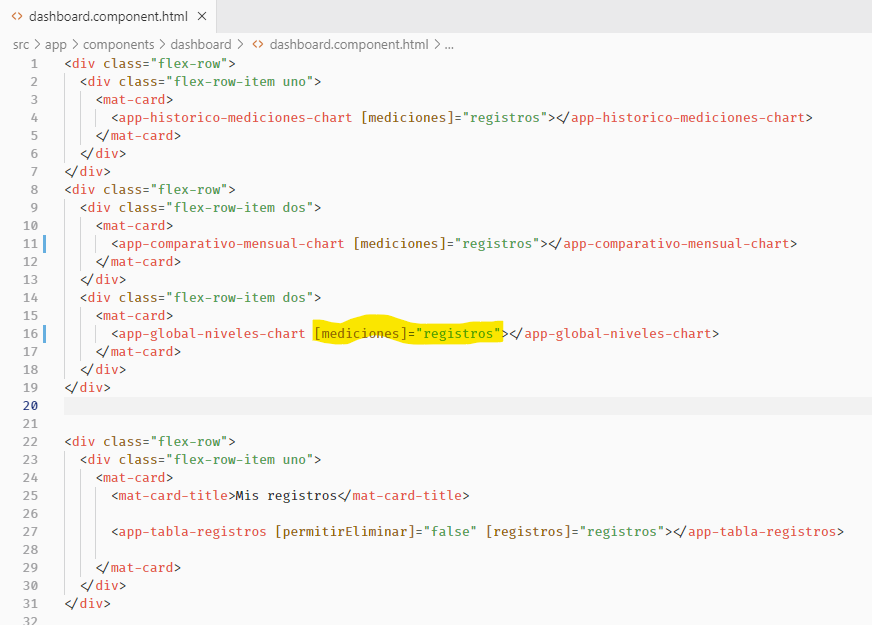 <> dashboard.component.html ×
src > app > components > dashboard > <> dashboard.component.html > ...
1 <div class="flex-row">
2 <div class="flex-row-item uno">
3 <mat-card>
4 <app-historico-mediciones-chart [mediciones]="registros"></app-historico-mediciones-chart>
5 </mat-card>
6 </div>
7 </div>
8 <div class="flex-row">
9 <div class="flex-row-item dos">
10 <mat-card>
11 <app-comparativo-mensual-chart [mediciones]="registros"></app-comparativo-mensual-chart>
12 </mat-card>
13 </div>
14 <div class="flex-row-item dos">
15 <mat-card>
16 <app-global-niveles-chart [mediciones]="registros"></app-global-niveles-chart>
17 </mat-card>
18 </div>
19 </div>
20
21
22 <div class="flex-row">
23 <div class="flex-row-item uno">
24 <mat-card>
25 <mat-card-title>Mis registros</mat-card-title>
26
27 <app-tabla-registros [permitirEliminar]="false" [registros]="registros"></app-tabla-registros>
28
29 </mat-card>
30 </div>
31 </div>
32